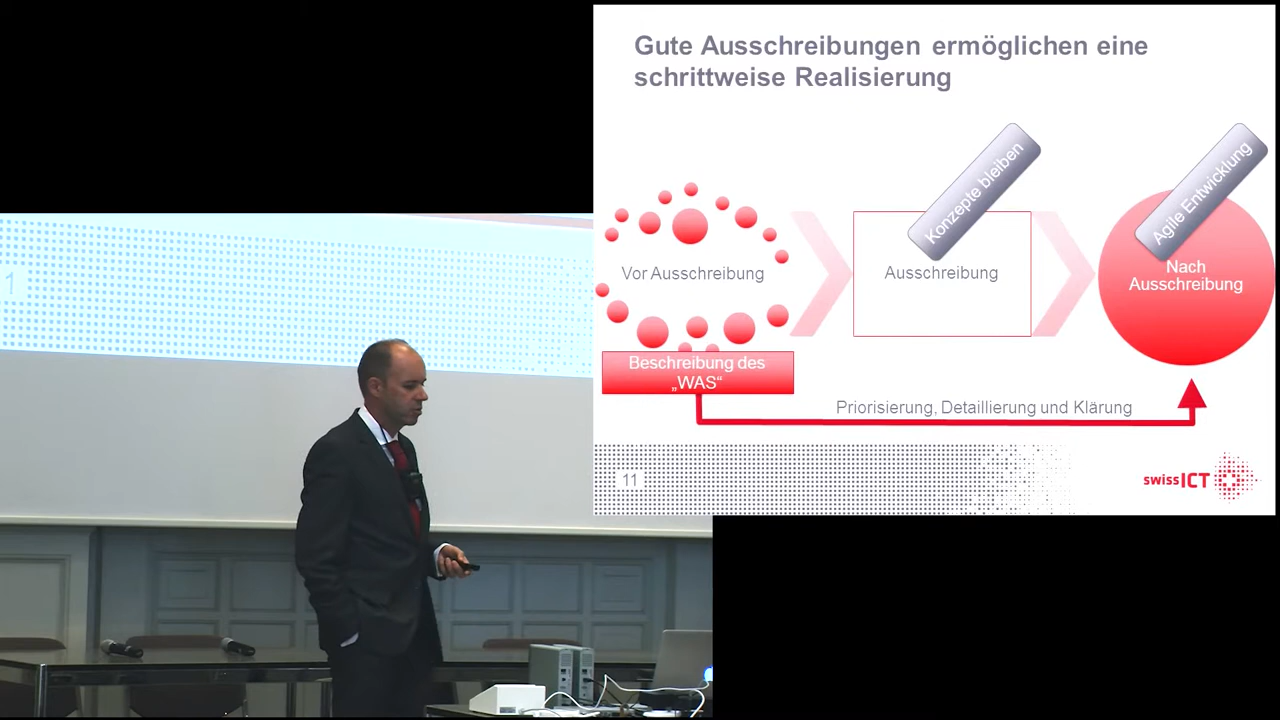 Gute Ausschreibungen ermöglichen eine
schrittweise Realisierung
Konzepte bleiben
Agile Entwicklung
Vor Ausschreibung
Ausschreibung
Nach
Ausschreibung
Beschreibung des
„WAS“
Priorisierung, Detaillierung und Klärung
11
swissICT
1